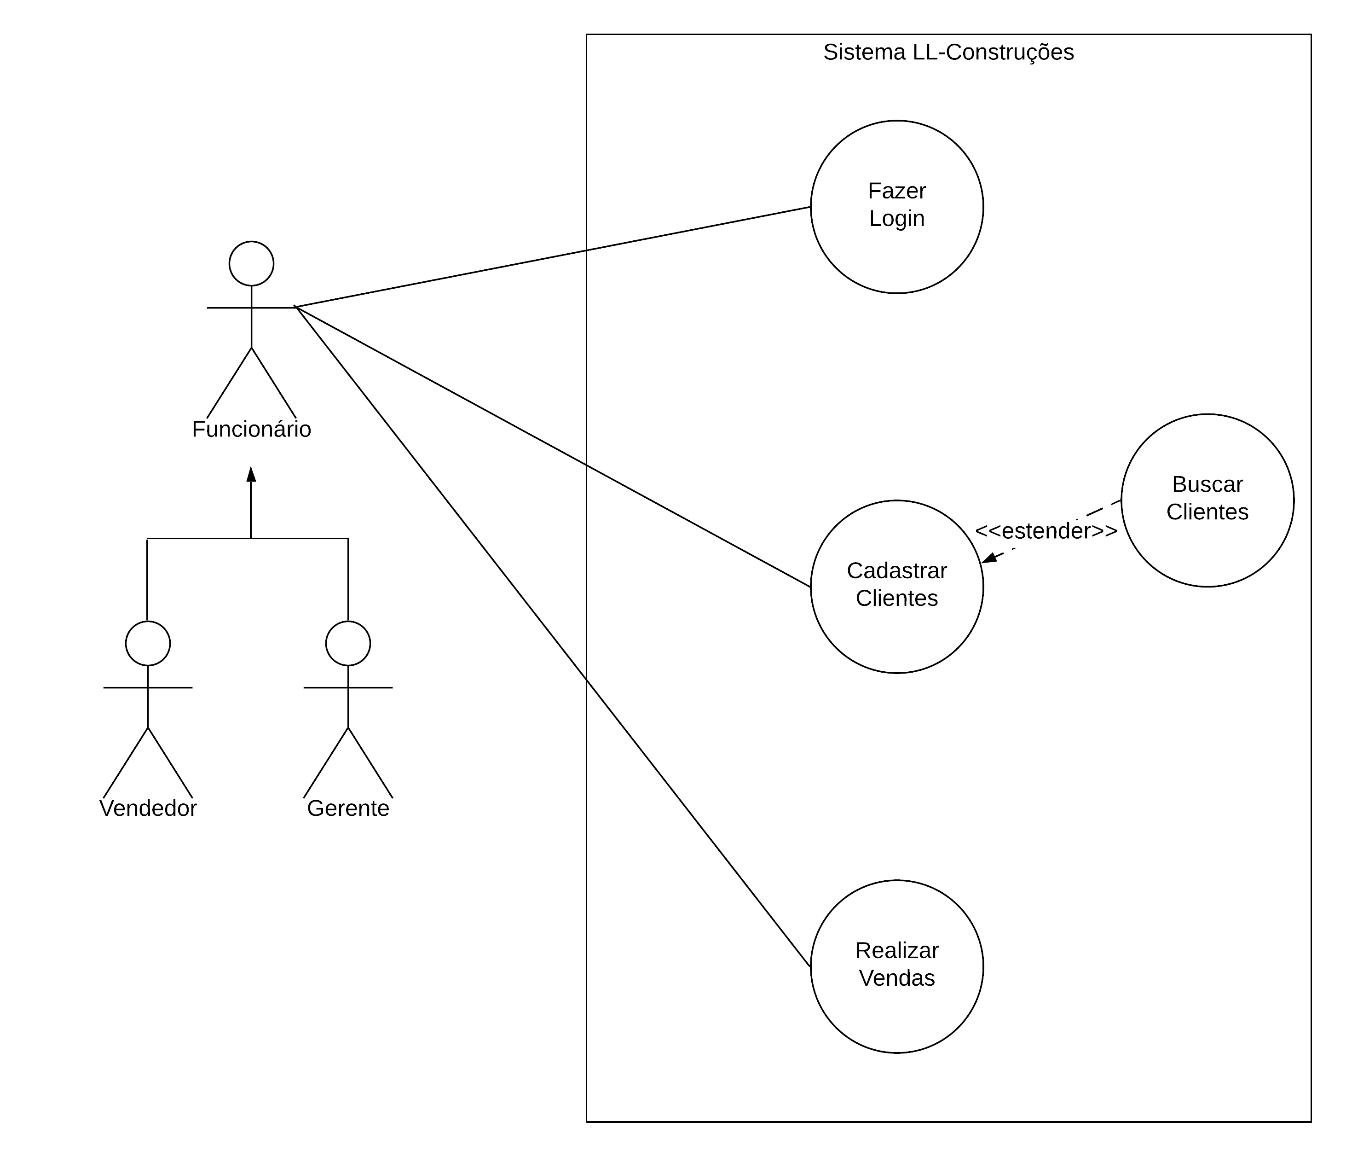 Sistema LL-Construções
Fazer
Login
Funcionário
Buscar
Clientes
<<estender>>
Cadastrar
Clientes
Vendedor
Gerente
Realizar
Vendas